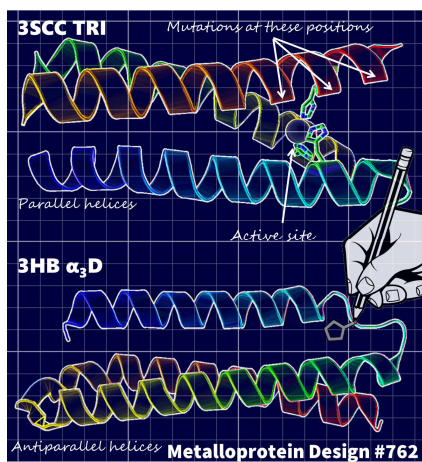 3SCC TRI
Mutations at these positions
Parallel helices
Active site
3HB α₃D
Antiparallel helices
Metalloprotein Design #762